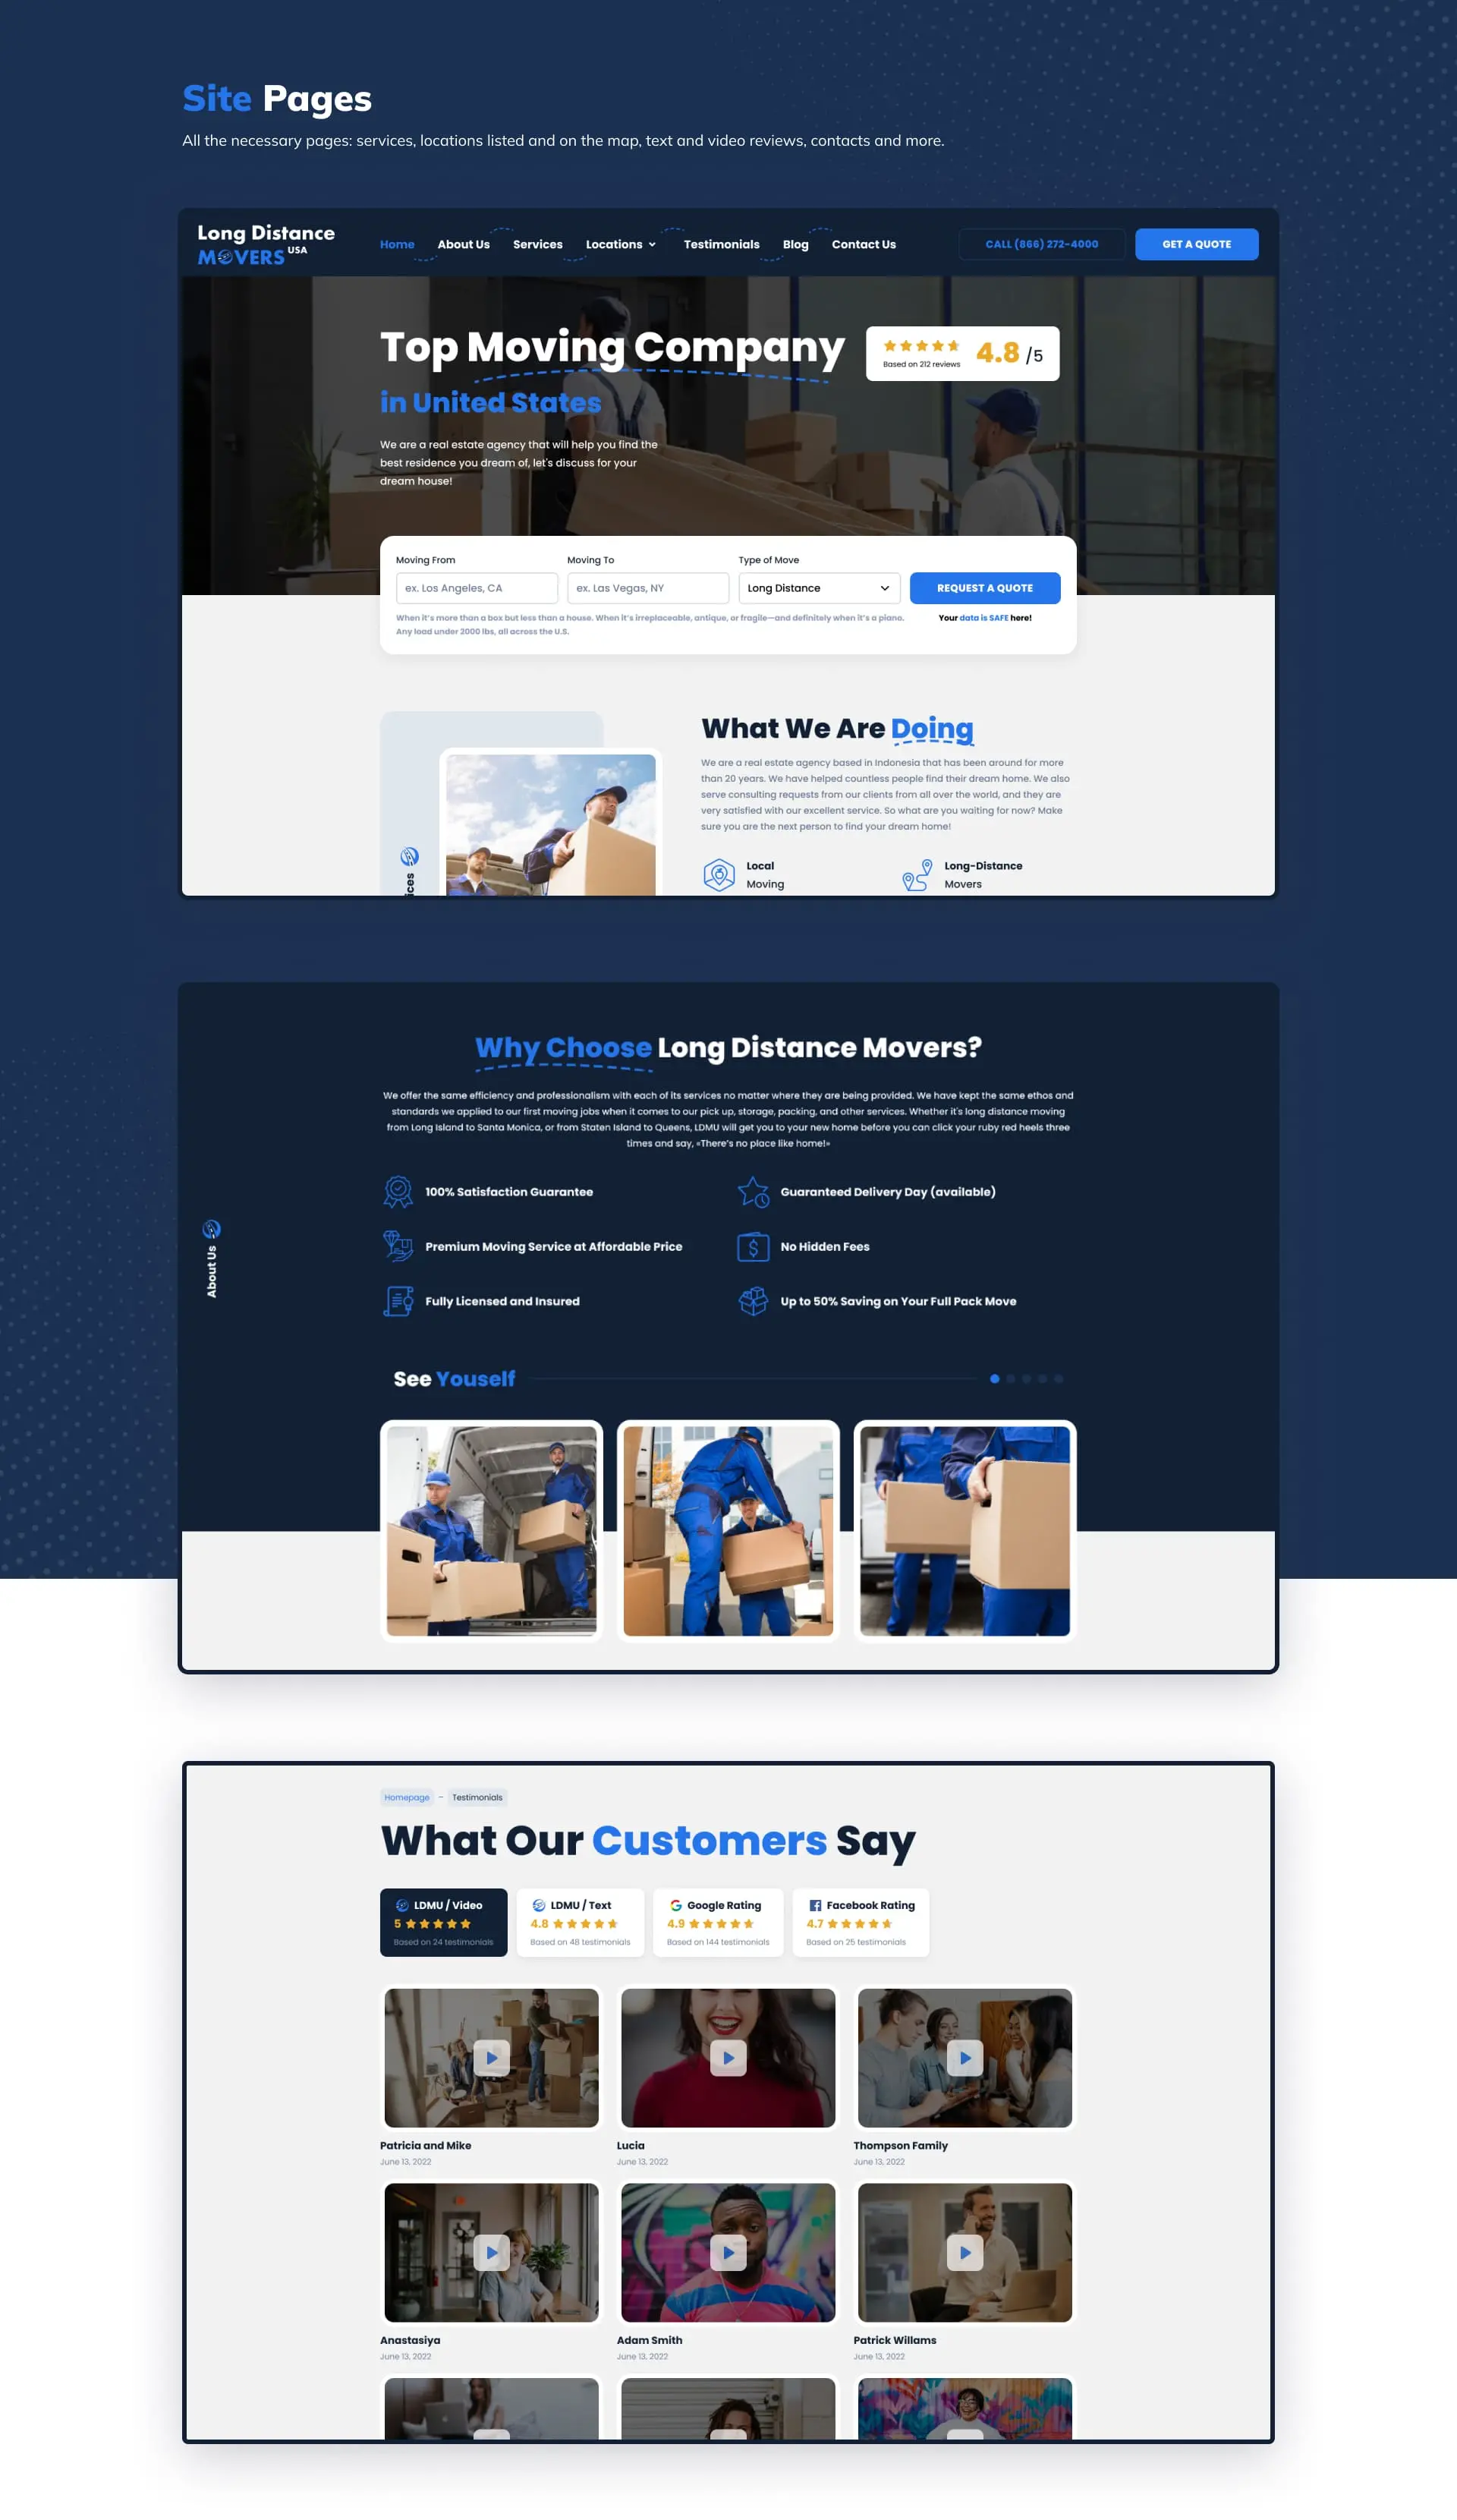 Site Pages
All the necessary pages: services, locations listed and on the map, text and video reviews, contacts and more.
Long Distance
MOVERS USA
Home About Us Services Locations Testimonials Blog Contact Us
CALL (866) 272-4000
GET A QUOTE
Top Moving Company
in United States
4.8 /5
Based on 212 reviews
We are a real estate agency that will help you find the
best residence you dream of, let's discuss for your
dream house!
Moving From Moving To Type of Move
ex. Los Angeles, CA ex. Las Vegas, NY Long Distance REQUEST A QUOTE
When it's more than a box but less than a house. When it's irreplaceable, antique, or fragile—and definitely when it's a piano.
Any load under 2000 lbs, all across the U.S.
Your data is SAFE here!
What We Are Doing
We are a real estate agency based in Indonesia that has been around for more
than 20 years. We have helped countless people find their dream home. We also
serve consulting requests from our clients from all over the world, and they are
very satisfied with our excellent service. So what are you waiting for now? Make
sure you are the next person to find your dream home!
ices
Local
Moving
Long-Distance
Movers
Why Choose Long Distance Movers?
We offer the same efficiency and professionalism with each of its services no matter where they are being provided. We have kept the same ethos and
standards we applied to our first moving jobs when it comes to our pick up, storage, packing, and other services. Whether it's long distance moving
from Long Island to Santa Monica, or from Staten Island to Queens, LDMU will get you to your new home before you can click your ruby red heels three
times and say, «There's no place like home!»
About Us
100% Satisfaction Guarantee
Guaranteed Delivery Day (available)
Premium Moving Service at Affordable Price
No Hidden Fees
Fully Licensed and Insured
Up to 50% Saving on Your Full Pack Move
See Youself
Homepage – Testimonials
What Our Customers Say
LDMU / Video
5
Based on 24 testimonials
LDMU / Text
4.8
Based on 48 testimonials
Google Rating
4.9
Based on 144 testimonials
Facebook Rating
4.7
Based on 25 testimonials
Patricia and Mike
June 13, 2022
Lucia
June 13, 2022
Thompson Family
June 13, 2022
Anastasiya
June 13, 2022
Adam Smith
June 13, 2022
Patrick Willams
June 13, 2022